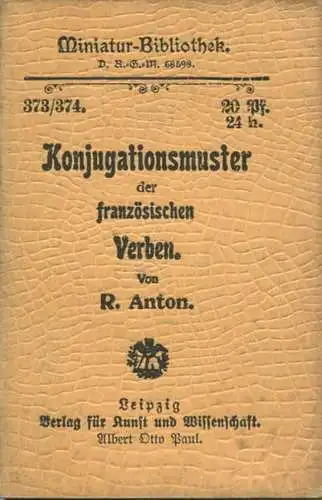 Miniatur-Bibliothek.
D. R.-G.-M. 68698.
373/374. 20 Pf.
24 h.
Konjugationsmuster
der
französischen
Verben.
Von
R. Anton.
Leipzig
Verlag für Kunst und Wissenschaft.
Albert Otto Paul.